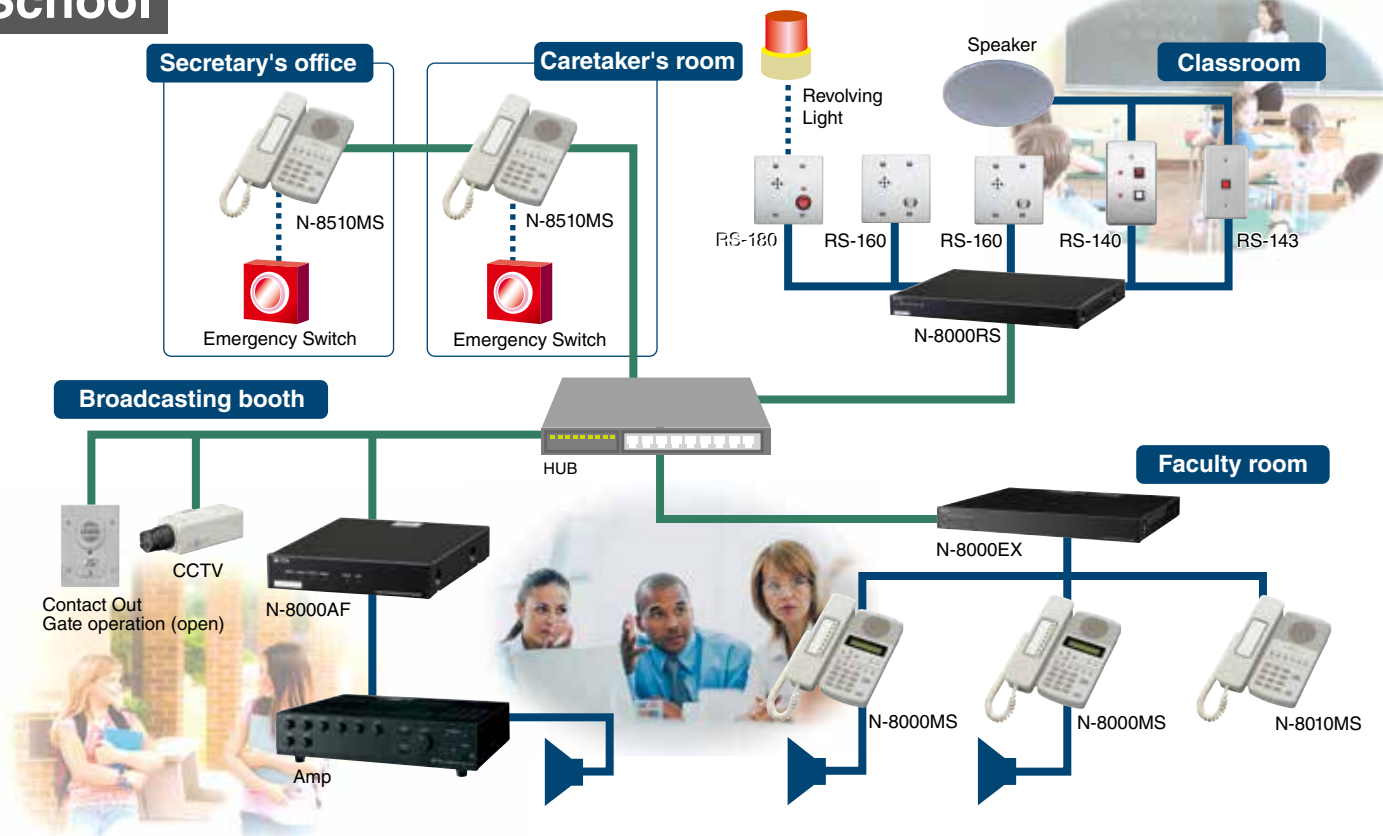 School
Secretary's office
Caretaker's room
Speaker
Classroom
Revolving
Light
N-8510MS
N-8510MS
RS-180
RS-160
RS-160
RS-140
RS-143
Emergency Switch
Emergency Switch
N-8000RS
Broadcasting booth
HUB
Faculty room
N-8000EX
CCTV
Contact Out
Gate operation (open)
N-8000AF
N-8000MS
N-8000MS
N-8010MS
Amp